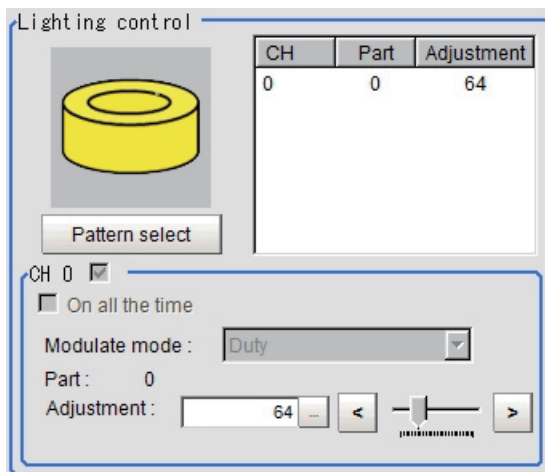 Lighting control
CH Part Adjustment
0 0 64
Pattern select
CH 0
On all the time
Modulate mode : Duty
Part : 0
Adjustment : 64 ... < >